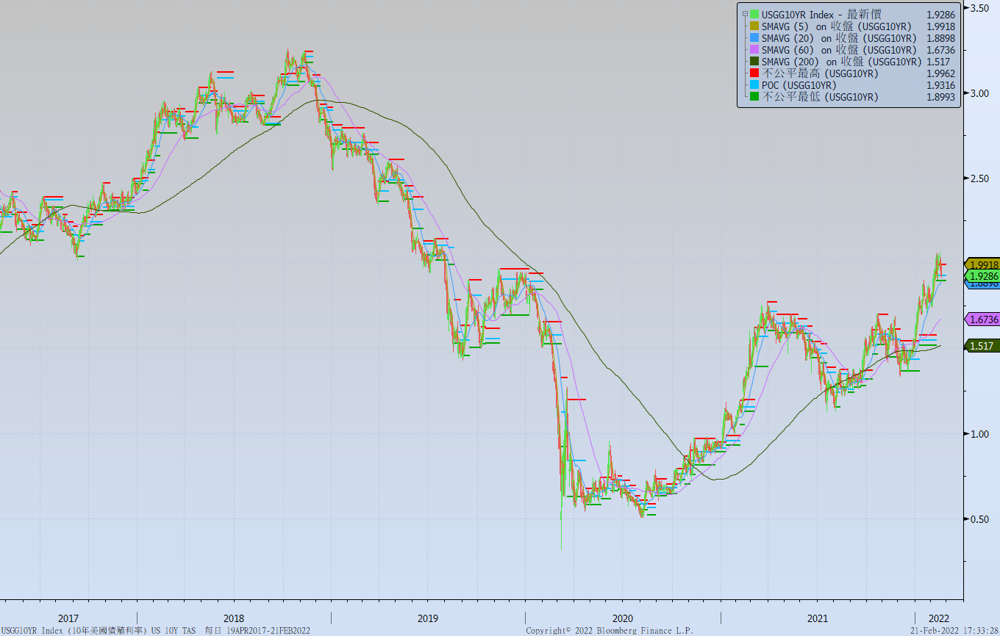 USGG10YR Index - 最新價 1.9286
SMAVG (5) on 收盤 (USGG10YR) 1.9918
SMAVG (20) on 收盤 (USGG10YR) 1.8898
SMAVG (60) on 收盤 (USGG10YR) 1.6736
SMAVG (200) on 收盤 (USGG10YR) 1.517
不公平最高 (USGG10YR) 1.9962
POC (USGG10YR) 1.9316
不公平最低 (USGG10YR) 1.8993
3.50
3.00
2.50
1.9918
1.9286
1.8898
1.6736
1.517
1.00
0.50
2017 2018 2019 2020 2021 2022
USGG10YR Index (10年美國債殖利率) US 10Y TAS 每日 19APR2017-21FEB2022 Copyright© 2022 Bloomberg Finance L.P. 21-Feb-2022 17:33:28